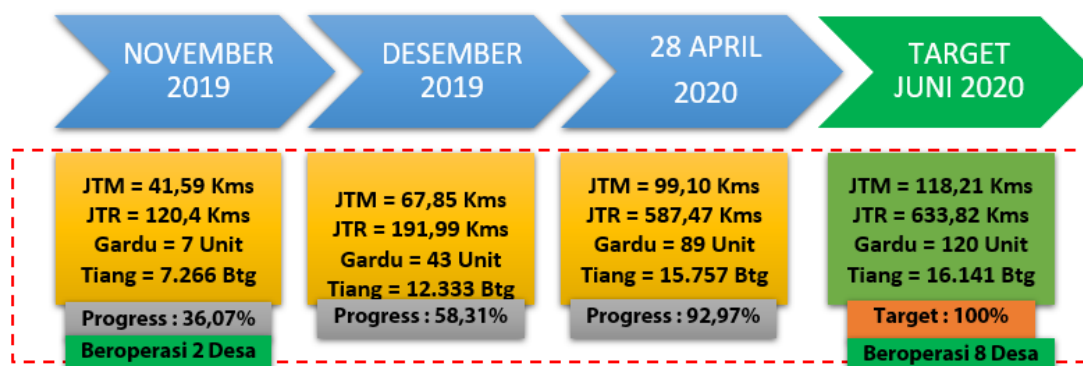 NOVEMBER
2019
DESEMBER
2019
28 APRIL
2020
TARGET
JUNI 2020
JTM = 41,59 Kms
JTR = 120,4 Kms
Gardu = 7 Unit
Tiang = 7.266 Btg
Progress : 36,07%
Beroperasi 2 Desa
JTM = 67,85 Kms
JTR = 191,99 Kms
Gardu = 43 Unit
Tiang = 12.333 Btg
Progress : 58,31%
JTM = 99,10 Kms
JTR = 587,47 Kms
Gardu = 89 Unit
Tiang = 15.757 Btg
Progress : 92,97%
JTM = 118,21 Kms
JTR = 633,82 Kms
Gardu = 120 Unit
Tiang = 16.141 Btg
Target : 100%
Beroperasi 8 Desa